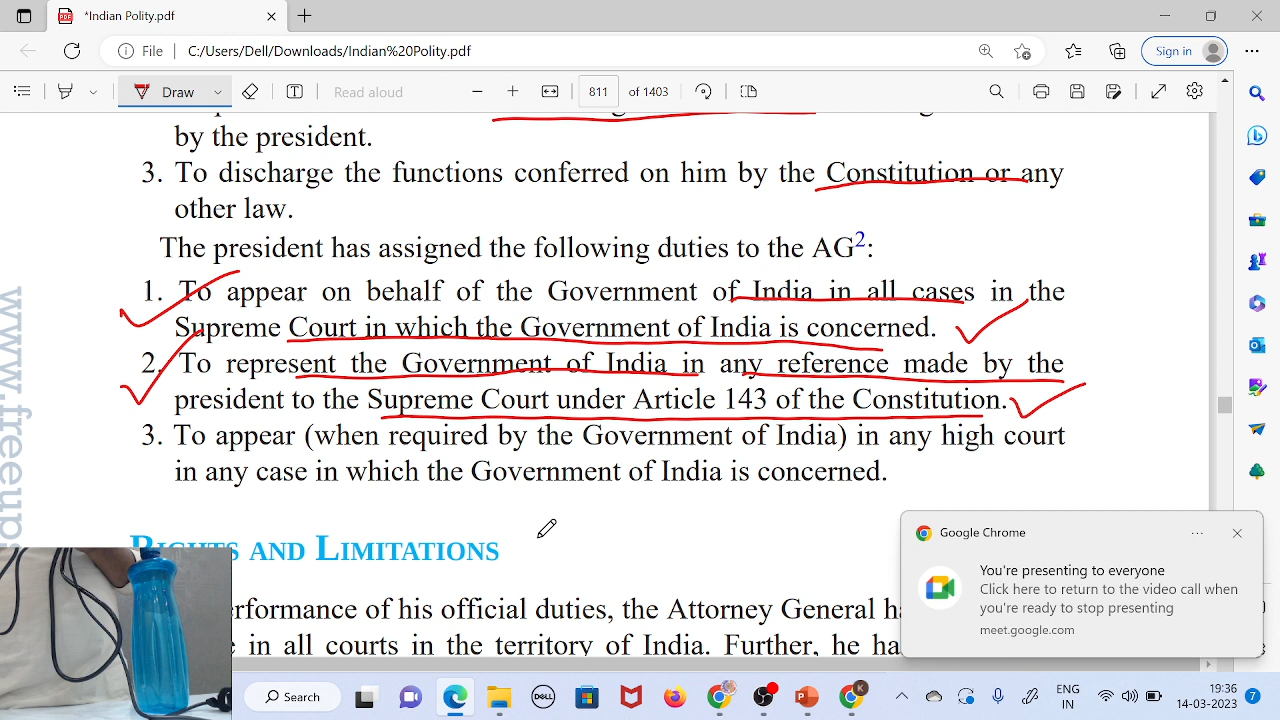 *Indian Polity.pdf
File C:/Users/Dell/Downloads/Indian%20Polity.pdf
Sign in
Draw
Read aloud
811 of 1403
by the president.
3. To discharge the functions conferred on him by the Constitution or any
other law.
The president has assigned the following duties to the AG2:
1. To appear on behalf of the Government of India in all cases in the
Supreme Court in which the Government of India is concerned.
2. To represent the Government of India in any reference made by the
president to the Supreme Court under Article 143 of the Constitution.
3. To appear (when required by the Government of India) in any high court
in any case in which the Government of India is concerned.
RIGHTS AND LIMITATIONS
erformance of his official duties, the Attorney General ha
in all courts in the territory of India. Further, he ha
www.freeups
Google Chrome
You're presenting to everyone
Click here to return to the video call when
you're ready to stop presenting
meet.google.com
Search
DELL
K
ENG
IN
19:36
14-03-2023
7